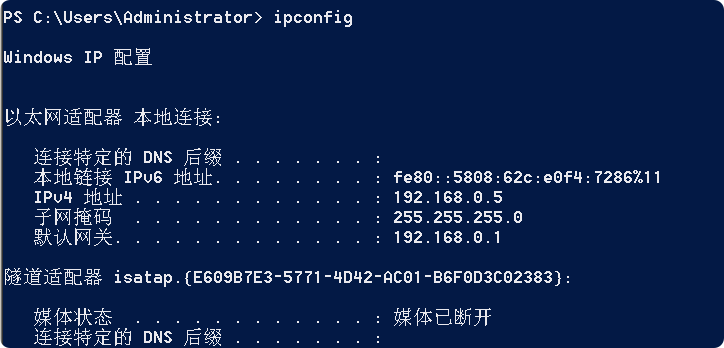 PS C:\Users\Administrator> ipconfig
Windows IP 配置
以太网适配器 本地连接:
连接特定的 DNS 后缀 . . . . . . . :
本地链接 IPv6 地址. . . . . . . . : fe80::5808:62c:e0f4:7286%11
IPv4 地址 . . . . . . . . . . . . : 192.168.0.5
子网掩码  . . . . . . . . . . . . : 255.255.255.0
默认网关. . . . . . . . . . . . . : 192.168.0.1
隧道适配器 isatap.{E609B7E3-5771-4D42-AC01-B6F0D3C02383}:
媒体状态  . . . . . . . . . . . . : 媒体已断开
连接特定的 DNS 后缀 . . . . . . . :